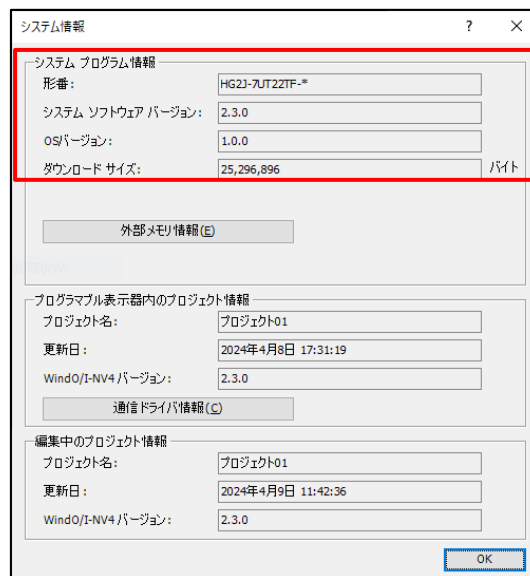 システム情報
? ×
システム プログラム情報
形番: HG2J-7UT22TF-*
システム ソフトウェア バージョン: 2.3.0
OSバージョン: 1.0.0
ダウンロード サイズ: 25,296,896 バイト
外部メモリ情報(E)
プログラマブル表示器内のプロジェクト情報
プロジェクト名: プロジェクト01
更新日: 2024年4月8日 17:31:19
WindO/I-NV4 バージョン: 2.3.0
通信ドライバ情報(C)
編集中のプロジェクト情報
プロジェクト名: プロジェクト01
更新日: 2024年4月9日 11:42:36
WindO/I-NV4 バージョン: 2.3.0
OK